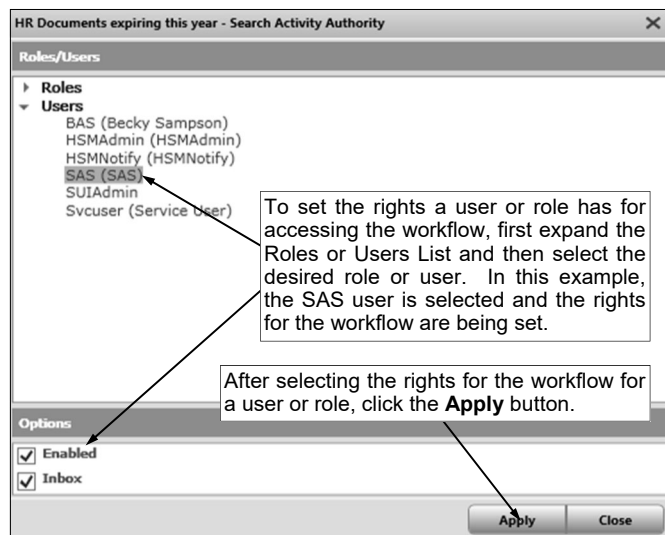 HR Documents expiring this year - Search Activity Authority
Roles/Users
Roles
Users
BAS (Becky Sampson)
HSMAdmin (HSMAdmin)
HSMNotify (HSMNotify)
SAS (SAS)
SUIAdmin
Svcuser (Service User)
To set the rights a user or role has for
accessing the workflow, first expand the
Roles or Users List and then select the
desired role or user. In this example,
the SAS user is selected and the rights
for the workflow are being set.
After selecting the rights for the workflow for
a user or role, click the Apply button.
Options
Enabled
Inbox
Apply Close